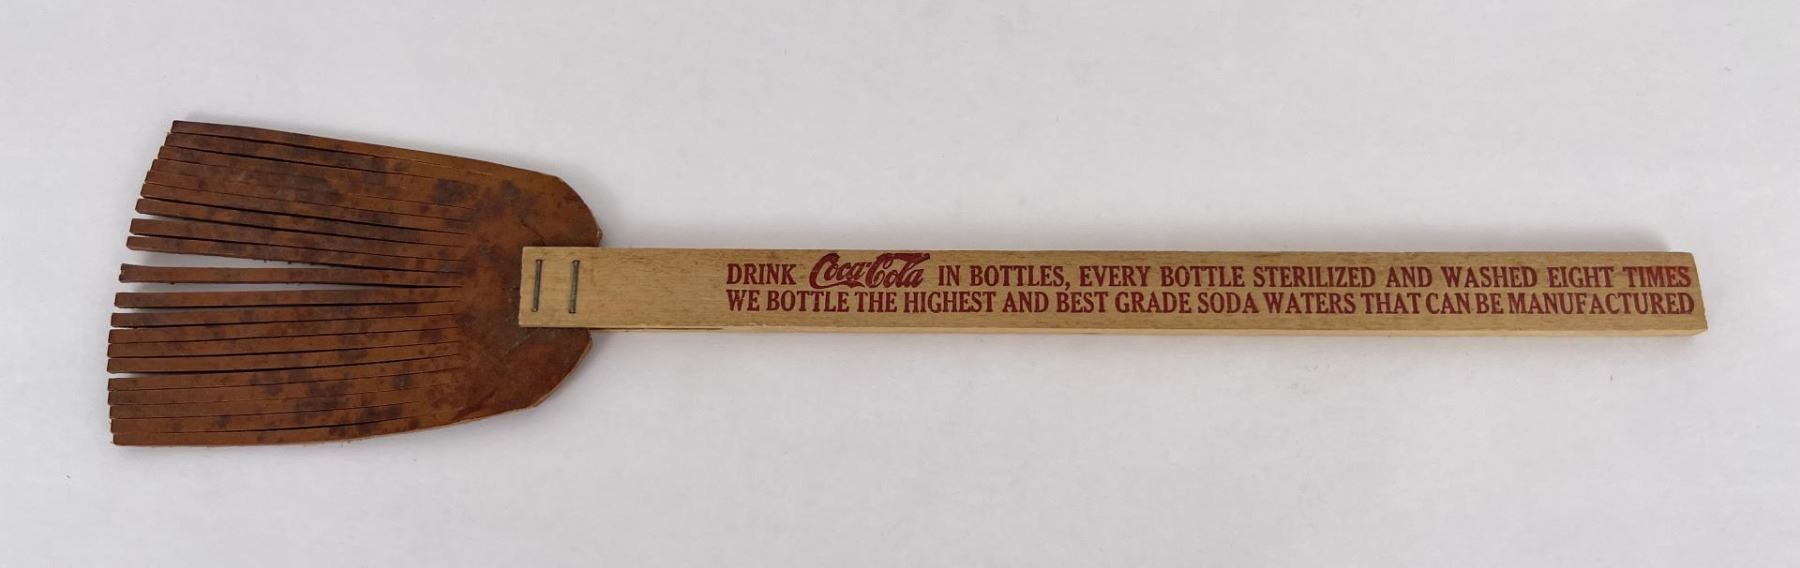 DRINK Coca-Cola IN BOTTLES, EVERY BOTTLE STERILIZED AND WASHED EIGHT TIMES
WE BOTTLE THE HIGHEST AND BEST GRADE SODA WATERS THAT CAN BE MANUFACTURED